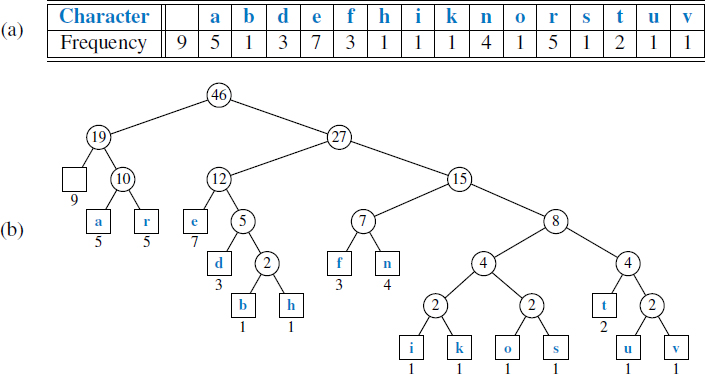 (a)
Character a b d e f h i k n o r s t u v
Frequency 9 5 1 3 7 3 1 1 1 4 1 5 1 2 1 1
(b)
46
19 27
10 12 15
9
a r e 5 7 8
5 5 7
d 2 f n 4 4
3 3 4
b h 2 2 t 2
1 1 2
i k o s u v
1 1 1 1 1 1